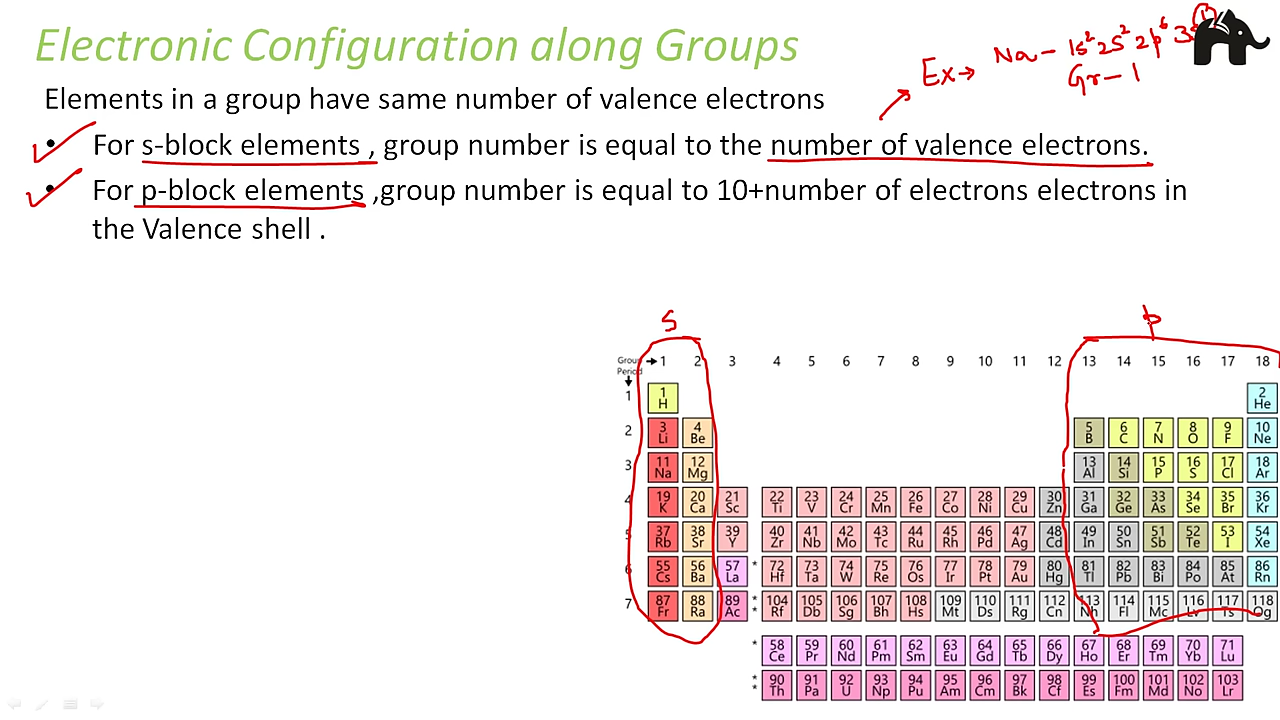 Electronic Configuration along Groups
Ex→ Na - 1s² 2s² 2p⁶ 3s¹
Gr - 1
Elements in a group have same number of valence electrons
• For s-block elements , group number is equal to the number of valence electrons.
• For p-block elements ,group number is equal to 10+number of electrons electrons in
the Valence shell .
s p
Group 1 2 3 4 5 6 7 8 9 10 11 12 13 14 15 16 17 18
Period
1 1 2
H He
2 3 4 5 6 7 8 9 10
Li Be B C N O F Ne
3 11 12 13 14 15 16 17 18
Na Mg Al Si P S Cl Ar
4 19 20 21 22 23 24 25 26 27 28 29 30 31 32 33 34 35 36
K Ca Sc Ti V Cr Mn Fe Co Ni Cu Zn Ga Ge As Se Br Kr
5 37 38 39 40 41 42 43 44 45 46 47 48 49 50 51 52 53 54
Rb Sr Y Zr Nb Mo Tc Ru Rh Pd Ag Cd In Sn Sb Te I Xe
6 55 56 57 * 72 73 74 75 76 77 78 79 80 81 82 83 84 85 86
Cs Ba La Hf Ta W Re Os Ir Pt Au Hg Tl Pb Bi Po At Rn
7 87 88 89 * 104 105 106 107 108 109 110 111 112 113 114 115 116 117 118
Fr Ra Ac * Rf Db Sg Bh Hs Mt Ds Rg Cn Nh Fl Mc Lv Ts Og
* 58 59 60 61 62 63 64 65 66 67 68 69 70 71
Ce Pr Nd Pm Sm Eu Gd Tb Dy Ho Er Tm Yb Lu
* 90 91 92 93 94 95 96 97 98 99 100 101 102 103
* Th Pa U Np Pu Am Cm Bk Cf Es Fm Md No Lr